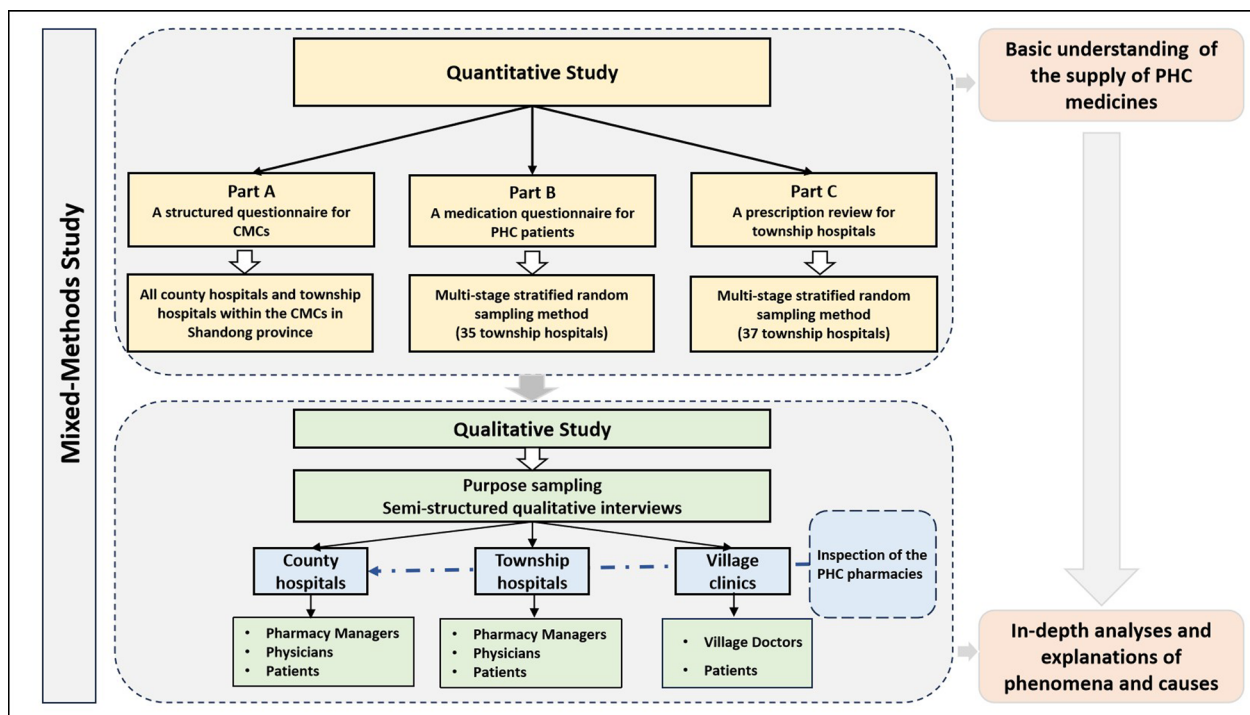 Mixed-Methods Study
Quantitative Study
Part A
A structured questionnaire for
CMCs
Part B
A medication questionnaire for
PHC patients
Part C
A prescription review for
township hospitals
All county hospitals and township
hospitals within the CMCs in
Shandong province
Multi-stage stratified random
sampling method
(35 township hospitals)
Multi-stage stratified random
sampling method
(37 township hospitals)
Basic understanding of
the supply of PHC
medicines
Qualitative Study
Purpose sampling
Semi-structured qualitative interviews
County
hospitals
Township
hospitals
Village
clinics
Inspection of the
PHC pharmacies
• Pharmacy Managers
• Physicians
• Patients
• Pharmacy Managers
• Physicians
• Patients
• Village Doctors
• Patients
In-depth analyses and
explanations of
phenomena and causes